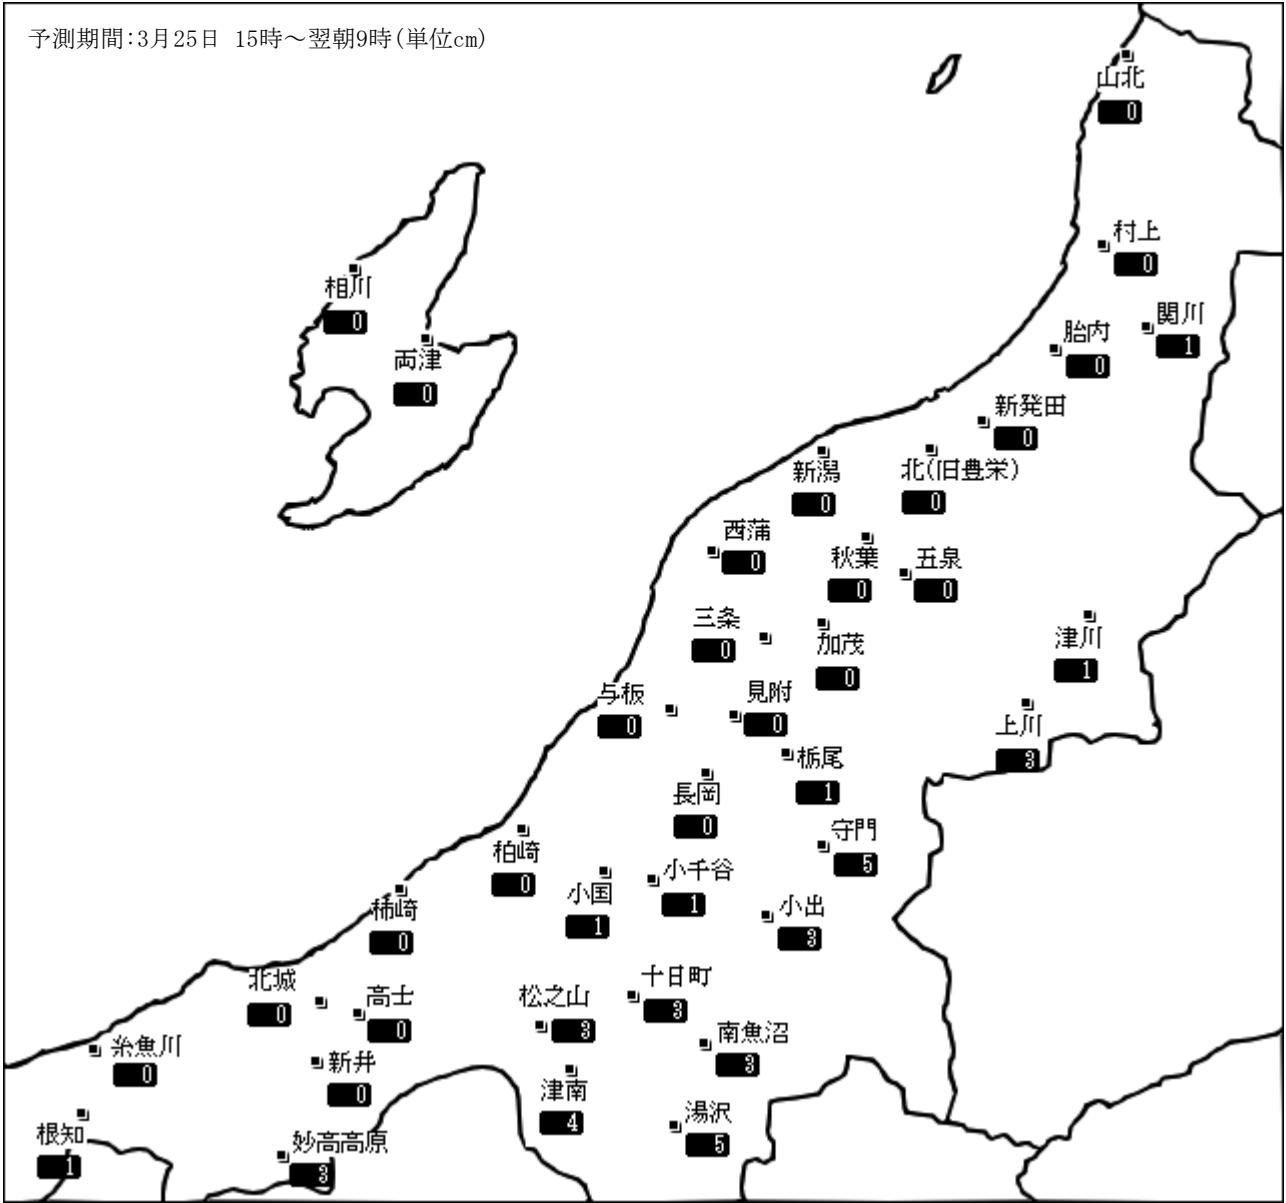 予測期間:3月25日 15時～翌朝9時(単位cm)
山北
0
村上
0
相川
0
関川
1
胎内
0
両津
0
新発田
0
新潟
0
北(旧豊栄)
0
西蒲
0
秋葉
0
五泉
0
三条
0
加茂
0
津川
1
与板
0
見附
0
上川
3
栃尾
1
長岡
0
守門
5
柏崎
0
小国
1
小千谷
1
柿崎
0
小出
3
北城
0
高士
0
松之山
3
十日町
3
南魚沼
3
糸魚川
0
新井
0
津南
4
湯沢
5
根知
1
妙高高原
3